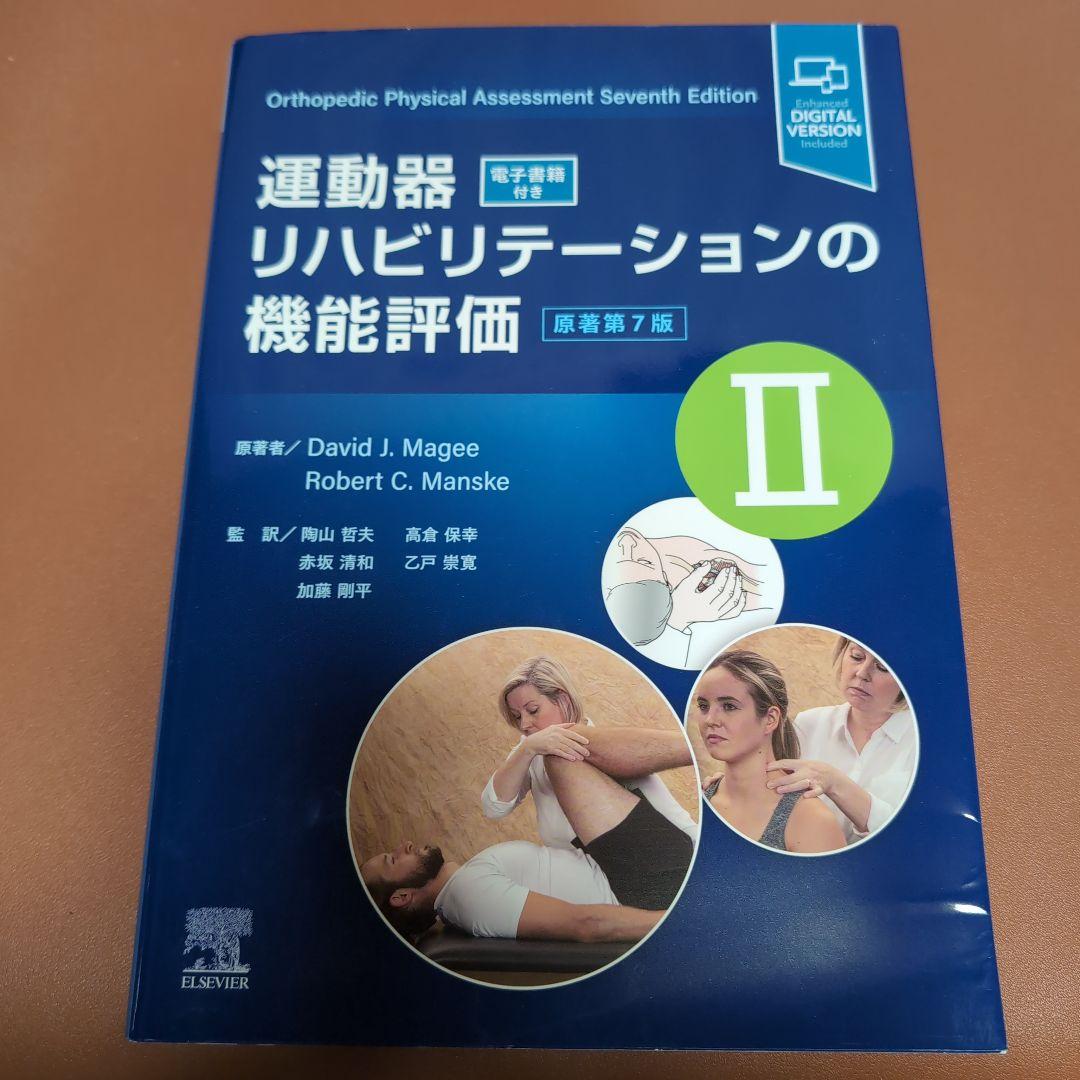 Orthopedic Physical Assessment Seventh Edition
Enhanced
DIGITAL
VERSION
Included
運動器
電子書籍
付き
リハビリテーションの
機能評価
原著第7版
II
原著者／David J. Magee
Robert C. Manske
監 訳／陶山 哲夫 高倉 保幸
赤坂 清和 乙戸 崇寛
加藤 剛平
ELSEVIER